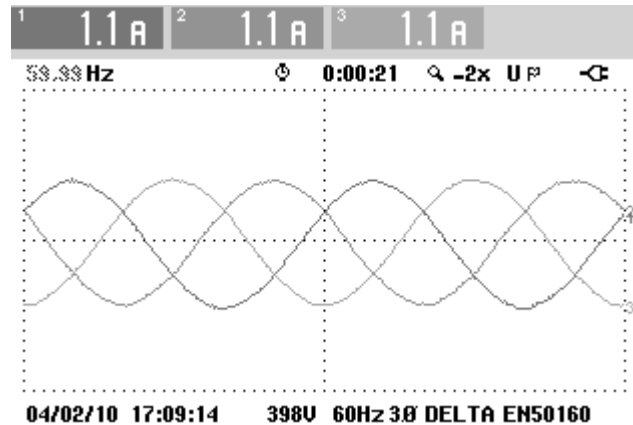 1 1.1 A 2 1.1 A 3 1.1 A
59.99 Hz 0:00:21 -2x U
04/02/10 17:09:14 398V 60Hz 3Ø DELTA EN50160